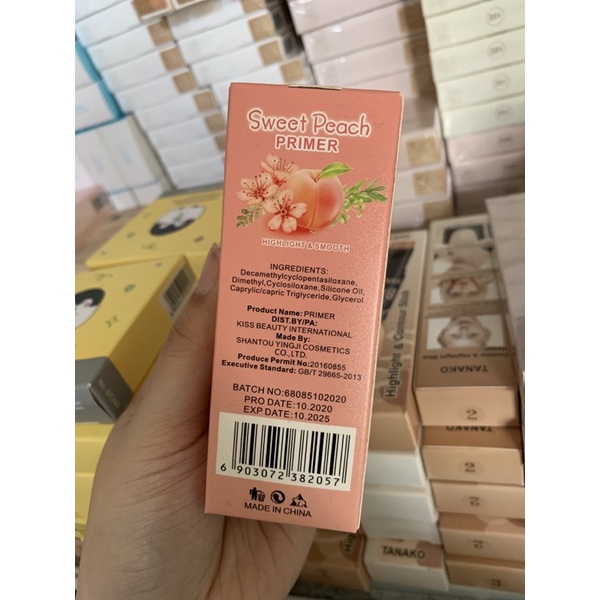 Sweet Peach
PRIMER
HIGHLIGHT & SMOOTH
INGREDIENTS:
Decamethylcyclopentasiloxane,
Dimethyl,Cyclosiloxane,Silicone Oil,
Caprylic/capric Triglyceride,Glycerol.
Product Name: PRIMER
DIST.BY/PA:
KISS BEAUTY INTERNATIONAL
Made By:
SHANTOU YINGJI COSMETICS
CO.,LTD.
Produce Permit No:20160855
Executive Standard: GB/T 29665-2013
BATCH NO:68085102020
PRO DATE:10.2020
EXP DATE:10.2025
6 903072 382057
MADE IN CHINA
Highlight & Contour Stick
TANAKO
2
2
TANAKO
2